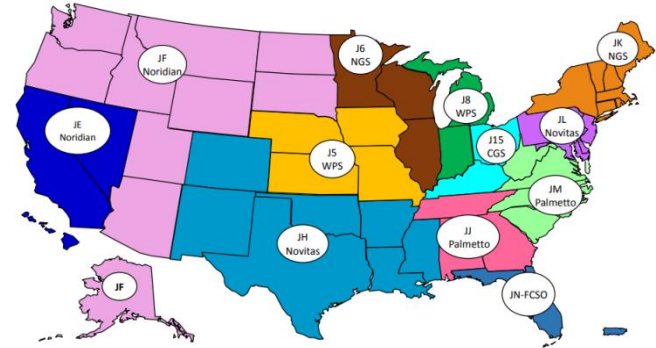 JF
Noridian
J6
NGS
JK
NGS
J8
WPS
JE
Noridian
JL
Novitas
J15
CGS
J5
WPS
JM
Palmetto
JH
Novitas
JJ
Palmetto
JF
JN-FCSO